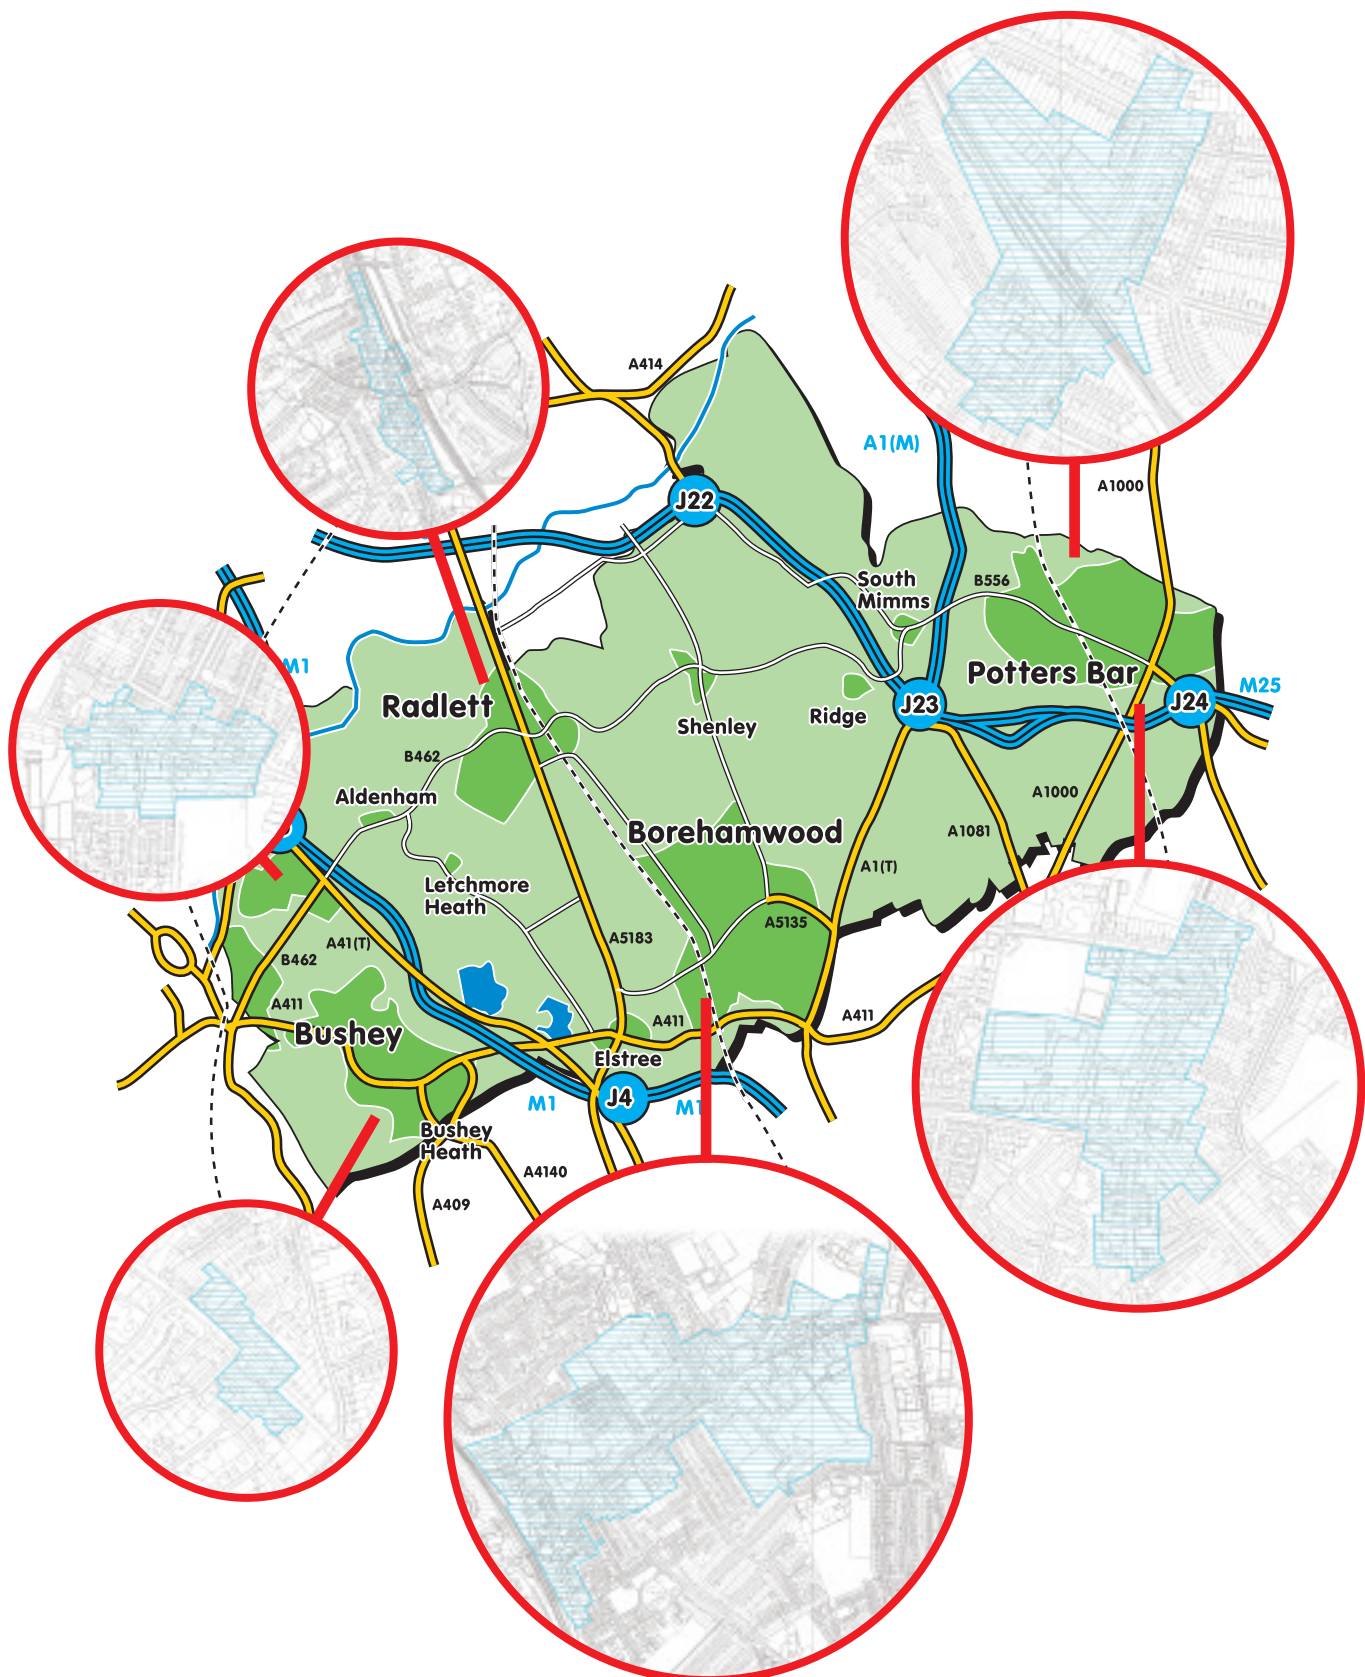 A414
A1(M)
A1000
J22
South
Mimms
B556
M1
Potters Bar
M25
Radlett
J24
J23
Shenley
Ridge
B462
Aldenham
A1000
Borehamwood
A1081
A1(T)
Letchmore
Heath
A5135
A41(T)
A5183
B462
A411
A411
A411
Bushey
Elstree
J4
M1
M1
Bushey
Heath
A4140
A409